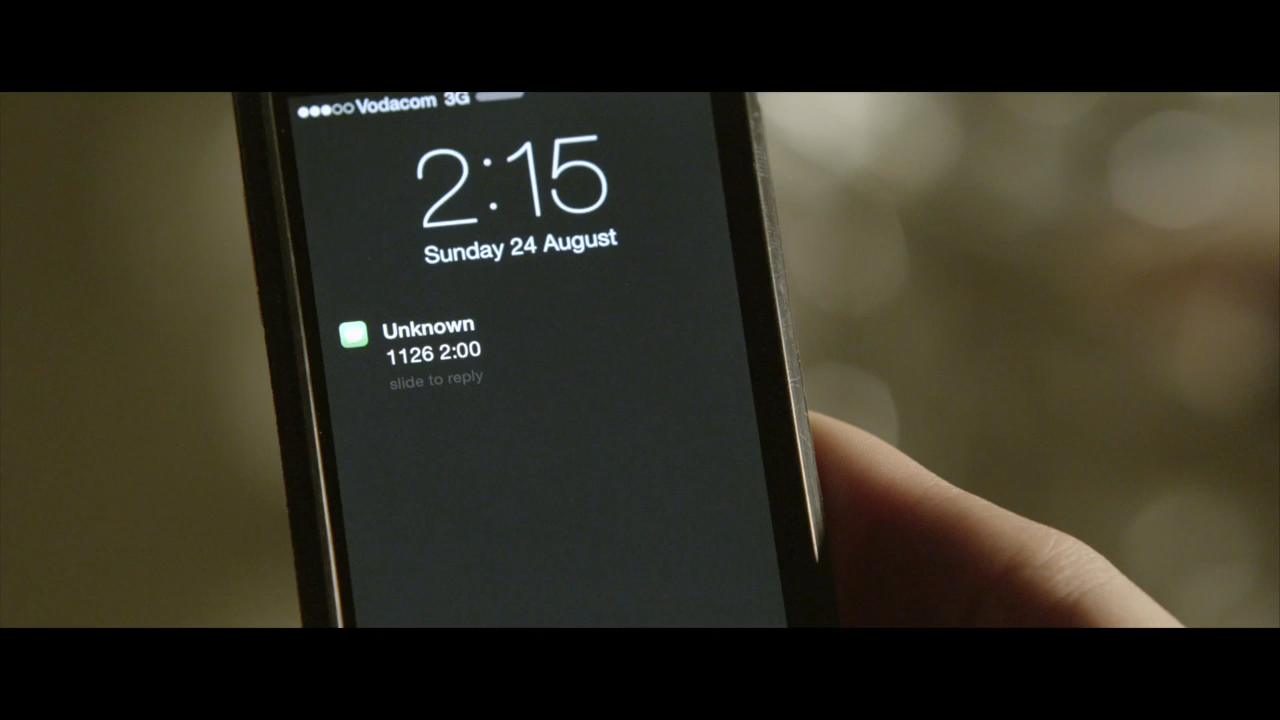 Vodacom 3G
2:15
Sunday 24 August
Unknown
1126 2:00
slide to reply